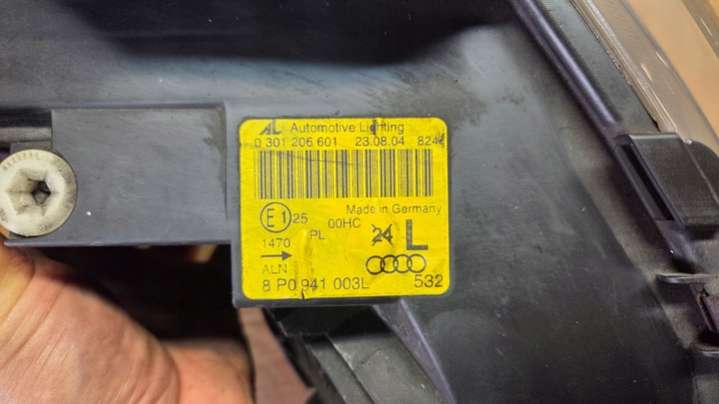 AL Automotive Lighting
0 301 206 601 23.08.04
Made in Germany
E1 25 00HC
PL 24 L
1470
ALN
8 P0 941 003L 532